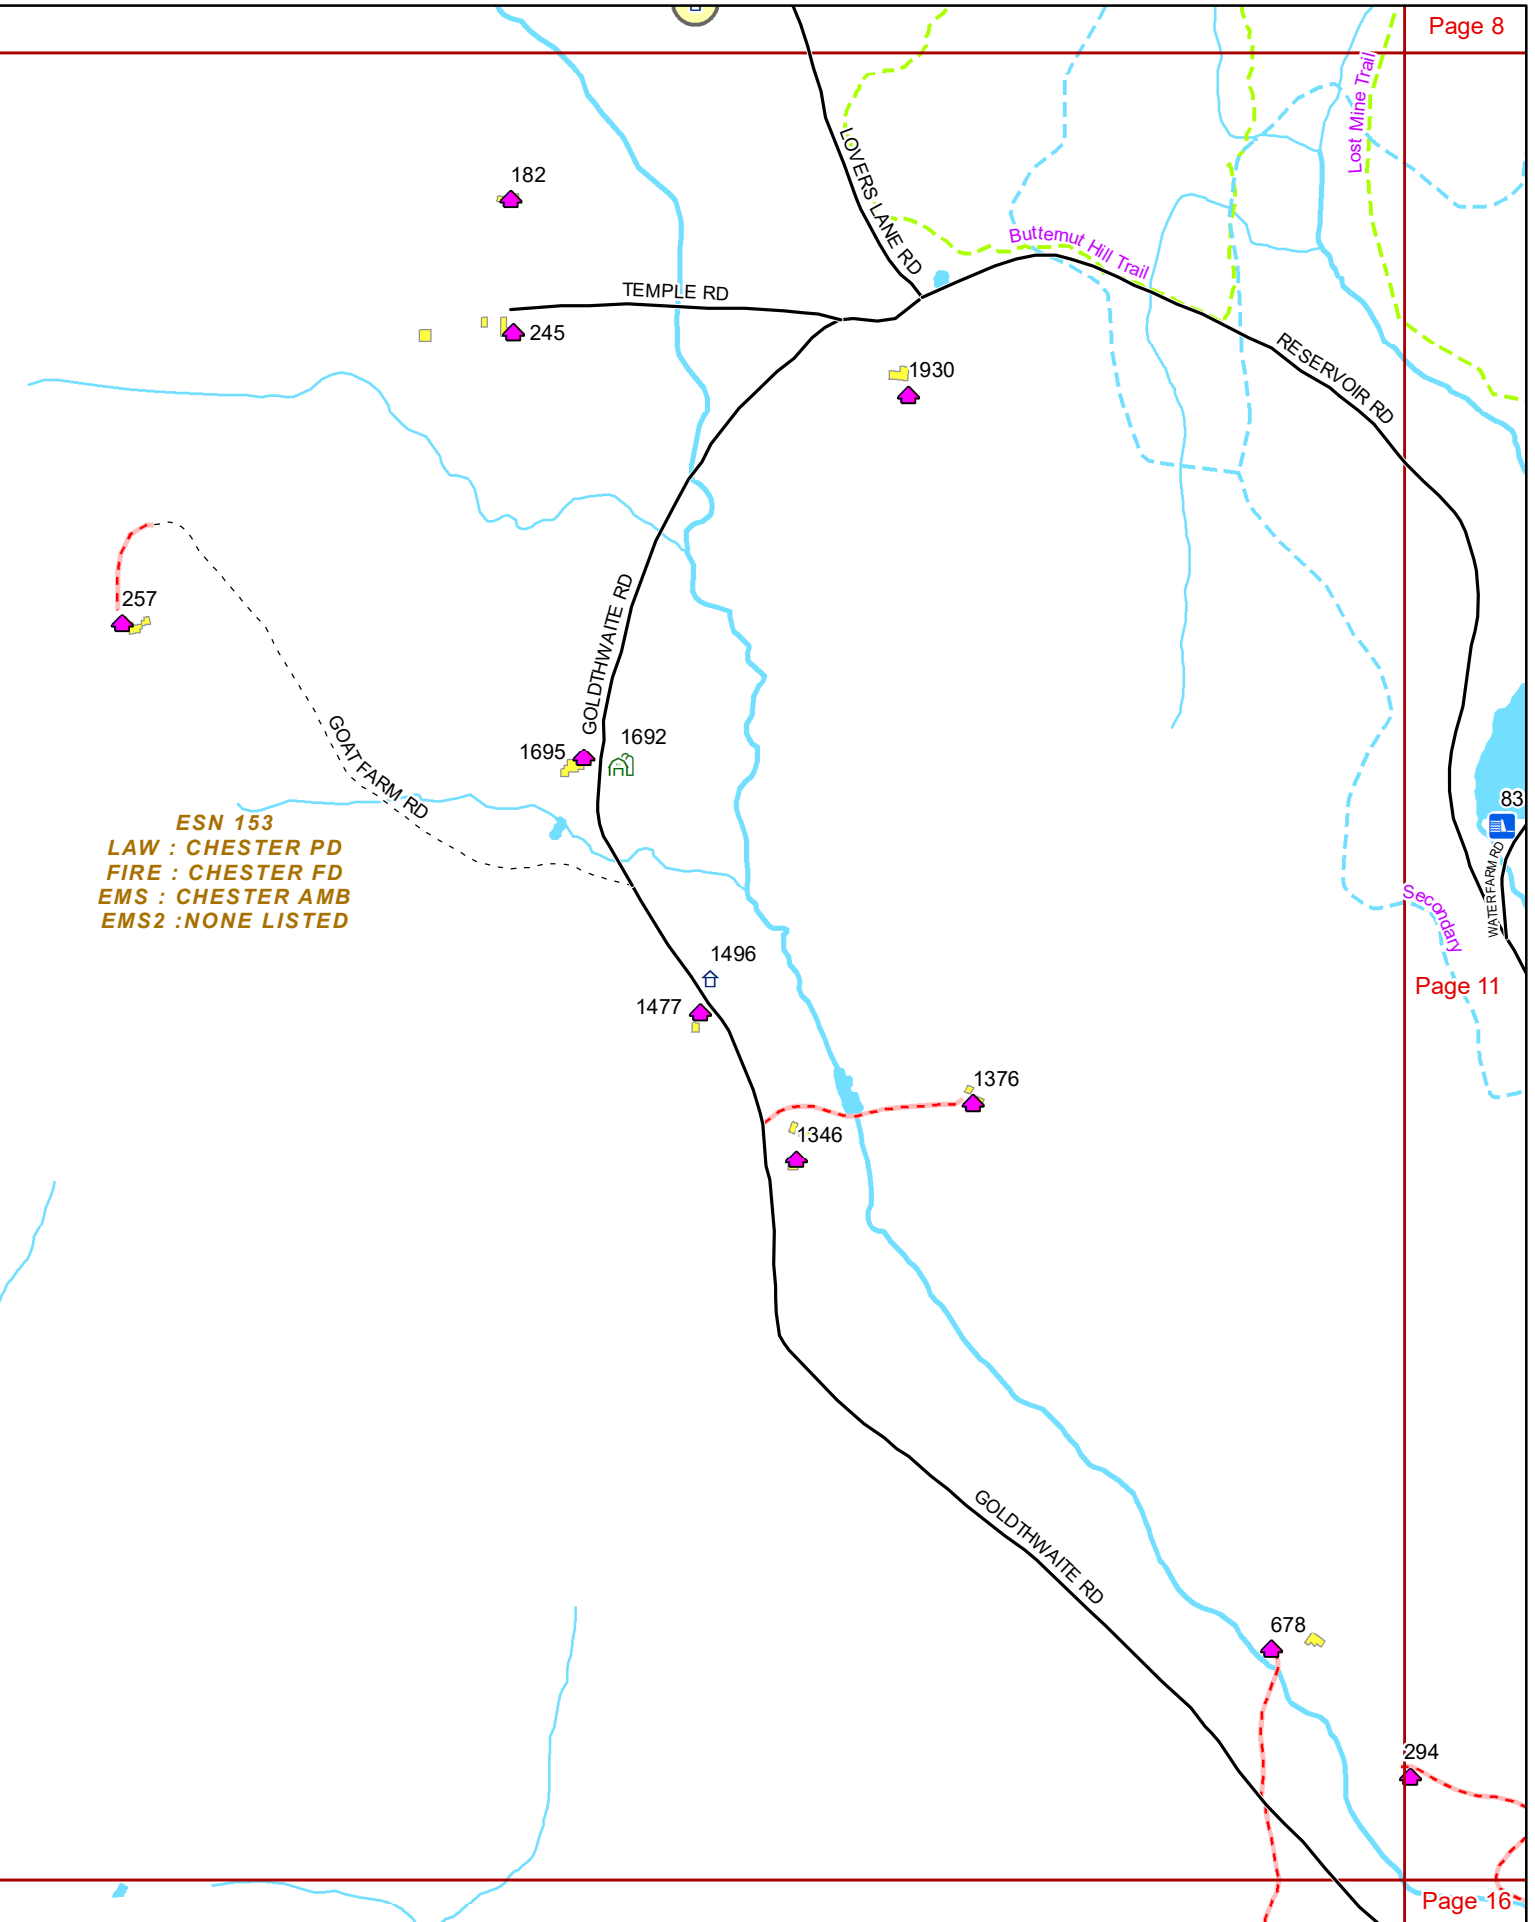 Page 8
Lost Mine Trail
LOVERS LANE RD
182
Butternut Hill Trail
TEMPLE RD
245
RESERVOIR RD
1930
257
GOLDTHWAITE RD
1695
1692
GOAT FARM RD
83
ESN 153
LAW : CHESTER PD
FIRE : CHESTER FD
EMS : CHESTER AMB
EMS2 :NONE LISTED
WATER FARM RD
Secondary
1496
Page 11
1477
1376
1346
GOLDTHWAITE RD
678
294
Page 16